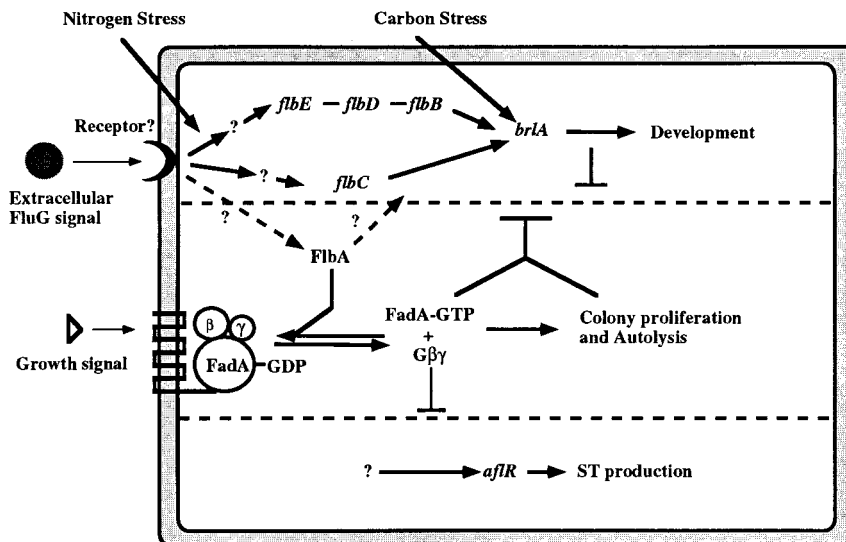 Nitrogen Stress
Carbon Stress
Receptor?
?
flbE – flbD – flbB
brlA
Development
?
flbC
Extracellular
FluG signal
?
?
FlbA
β
γ
FadA-GTP
+
Gβγ
Colony proliferation
and Autolysis
Growth signal
FadA
GDP
?
aflR
ST production